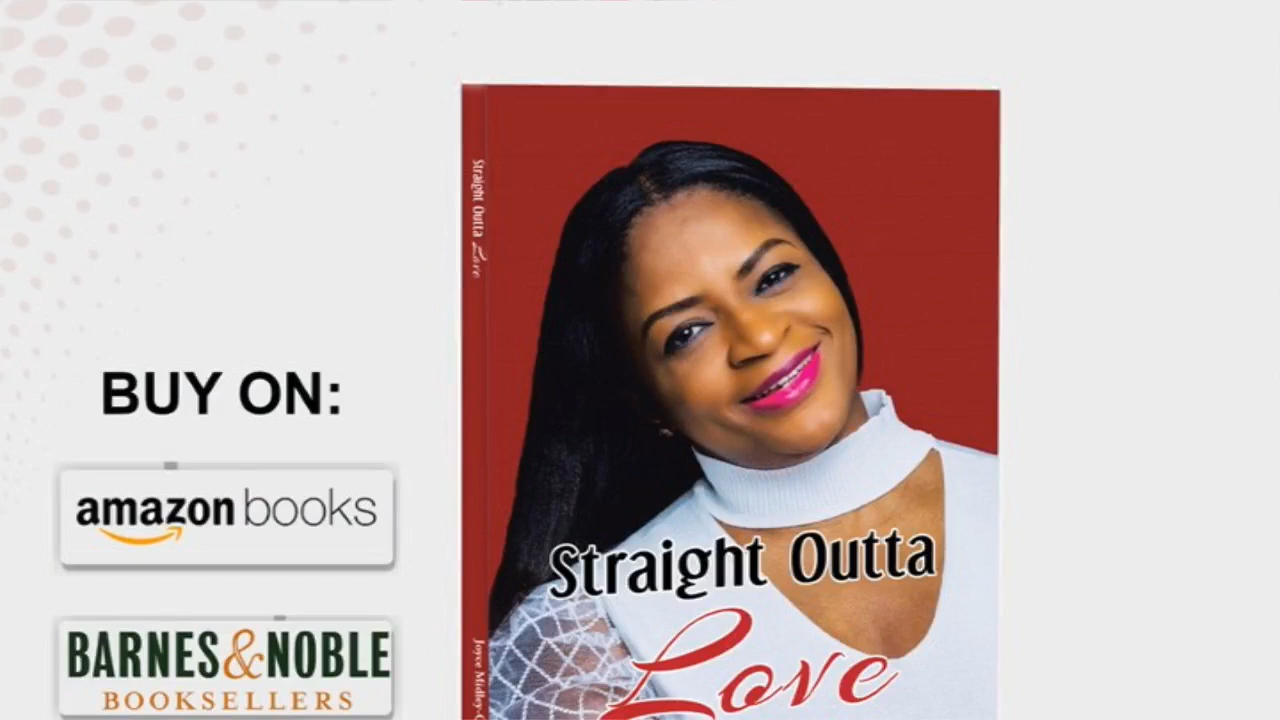 BUY ON:
amazon books
BARNES & NOBLE
BOOKSELLERS
Straight Outta Love
Straight Outta
Love